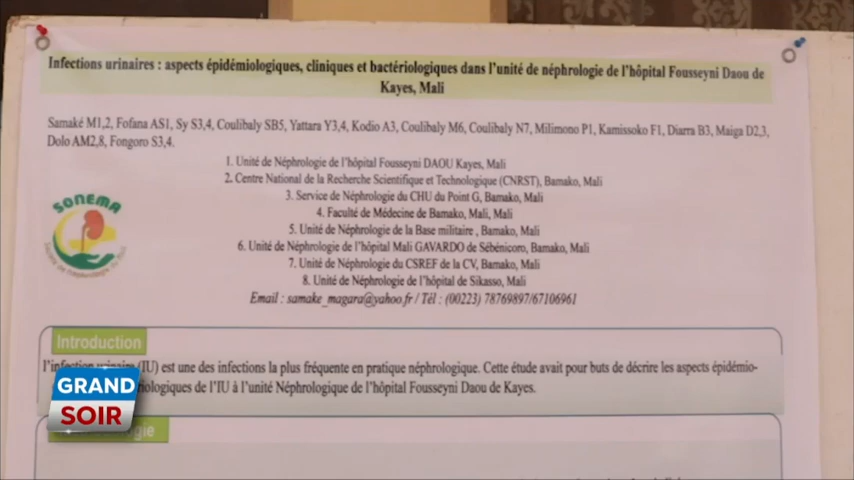 Infections urinaires : aspects épidémiologiques, cliniques et bactériologiques dans l'unité de néphrologie de l'hôpital Fousseyni Daou de
Kayes, Mali
Samaké M1,2, Fofana AS1, Sy S3,4, Coulibaly SB5, Yattara Y3,4, Kodio A3, Coulibaly M6, Coulibaly N7, Milimono P1, Kamissoko F1, Diarra B3, Maiga D2,3,
Dolo AM2,8, Fongoro S3,4.
1. Unité de Néphrologie de l'hôpital Fousseyni DAOU Kayes, Mali
2. Centre National de la Recherche Scientifique et Technologique (CNRST), Bamako, Mali
3. Service de Néphrologie du CHU du Point G, Bamako, Mali
4. Faculté de Médecine de Bamako, Mali, Mali
5. Unité de Néphrologie de la Base militaire , Bamako, Mali
6. Unité de Néphrologie de l'hôpital Mali GAVARDO de Sébénicoro, Bamako, Mali
7. Unité de Néphrologie du CSREF de la CV, Bamako, Mali
8. Unité de Néphrologie de l'hôpital de Sikasso, Mali
Email : samake_magara@yahoo.fr / Tél : (00223) 78769897/67106961
SONEMA
Introduction
l'infection urinaire (IU) est une des infections la plus fréquente en pratique néphrologique. Cette étude avait pour buts de décrire les aspects épidémio-
riologiques de l'IU à l'unité Néphrologique de l'hôpital Fousseyni Daou de Kayes.
GRAND
SOIR